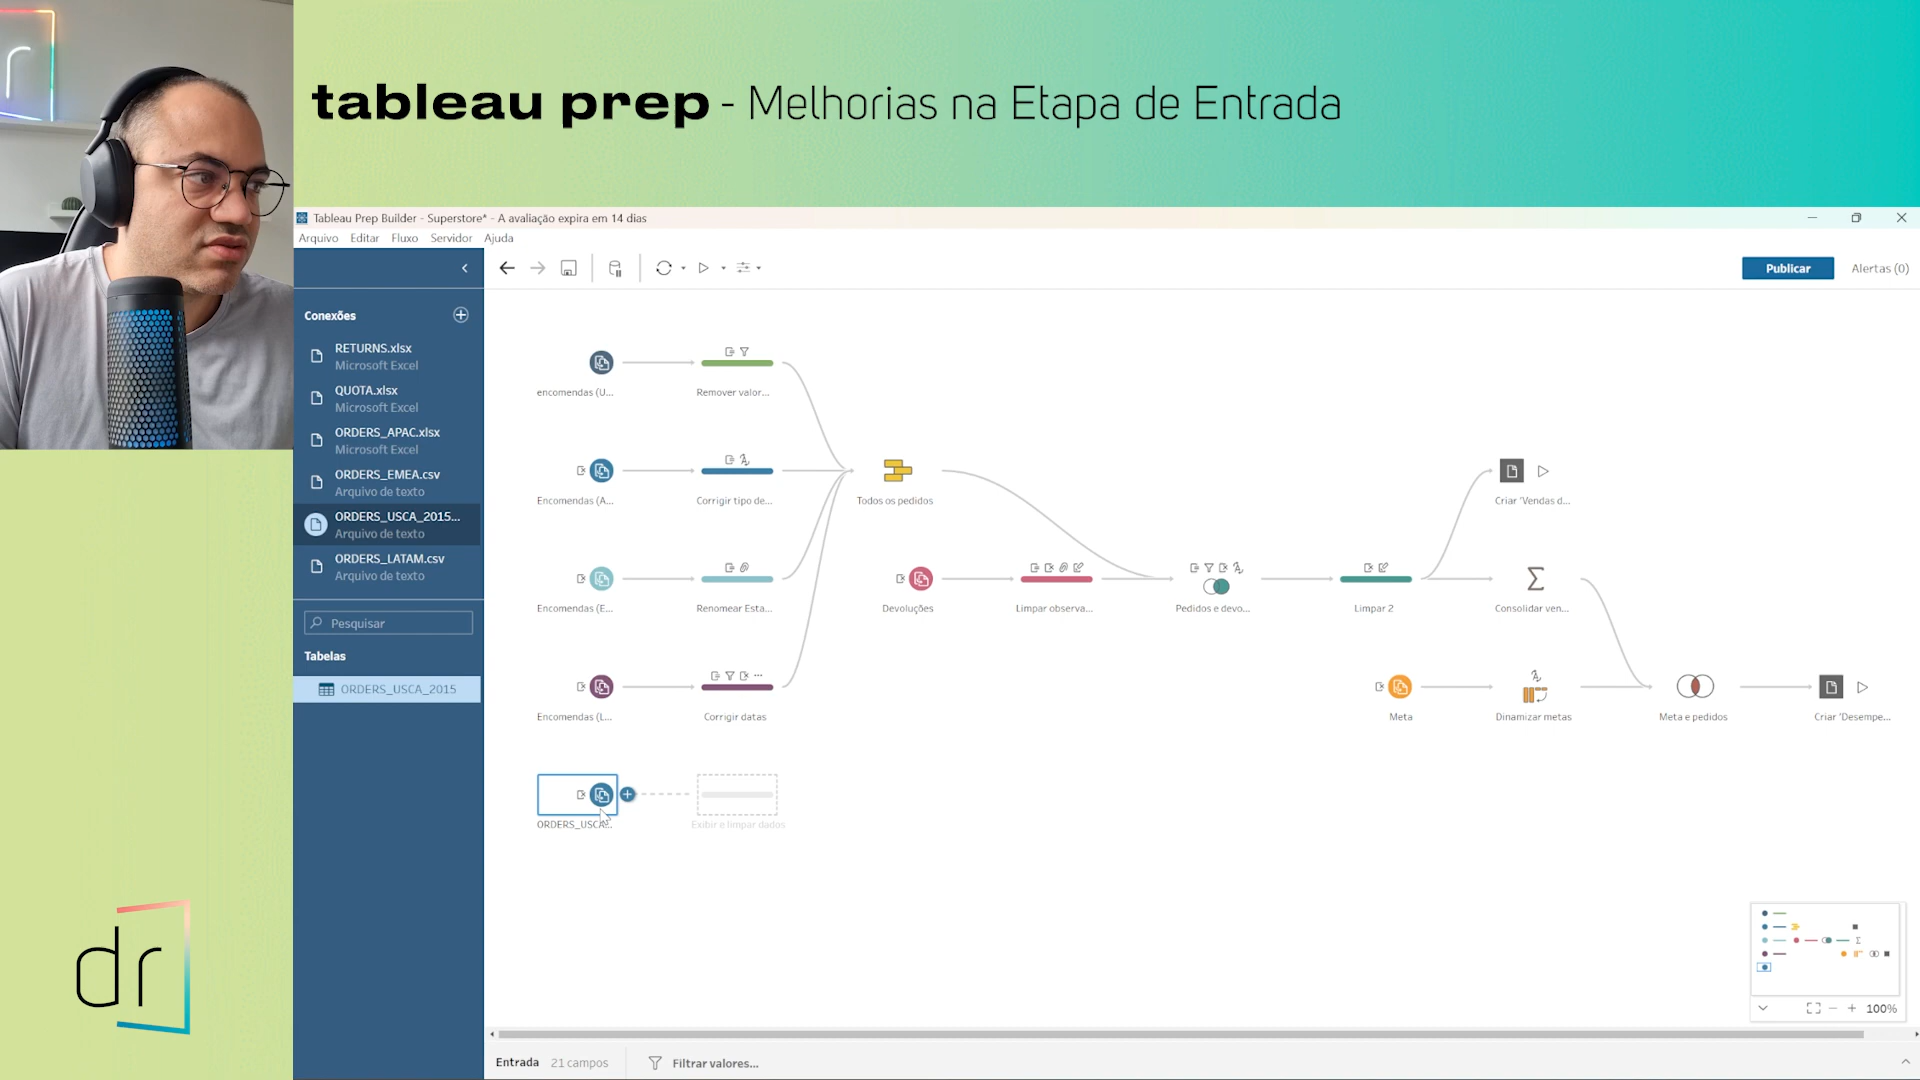 tableau prep - Melhorias na Etapa de Entrada
Tableau Prep Builder - Superstore* - A avaliação expira em 14 dias
Arquivo Editar Fluxo Servidor Ajuda
Publicar
Alertas (0)
Conexões
RETURNS.xlsx
Microsoft Excel
QUOTA.xlsx
Microsoft Excel
ORDERS_APAC.xlsx
Microsoft Excel
ORDERS_EMEA.csv
Arquivo de texto
ORDERS_USCA_2015...
Arquivo de texto
ORDERS_LATAM.csv
Arquivo de texto
Pesquisar
Tabelas
ORDERS_USCA_2015
encomendas (U...
Remover valor...
Encomendas (A...
Corrigir tipo de...
Todos os pedidos
Criar 'Vendas d...
Encomendas (E...
Renomear Esta...
Devoluções
Limpar observa...
Pedidos e devo...
Limpar 2
Consolidar ven...
Encomendas (L...
Corrigir datas
Meta
Dinamizar metas
Meta e pedidos
Criar 'Desempe...
ORDERS_USCA...
Exibir e limpar dados
100%
Entrada 21 campos
Filtrar valores...
dr